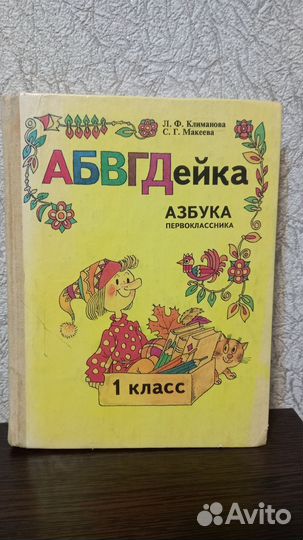 Л. Ф. Климанова
С. Г. Макеева
АБВГДейка
АЗБУКА
ПЕРВОКЛАССНИКА
1 класс
Avito